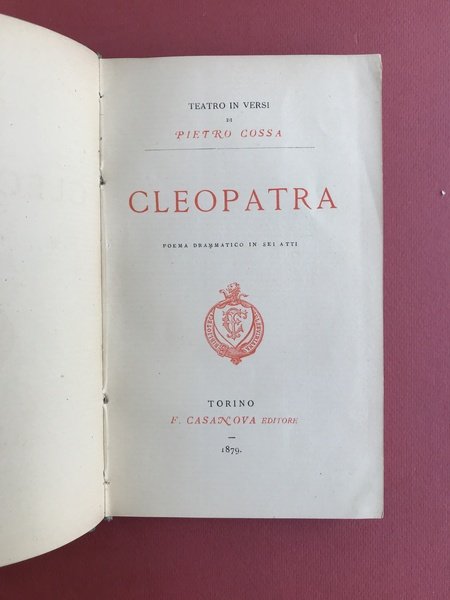 TEATRO IN VERSI
DI
PIETRO COSSA
CLEOPATRA
POEMA DRAMMATICO IN SEI ATTI
TORINO
F. CASANOVA EDITORE
—
1879.